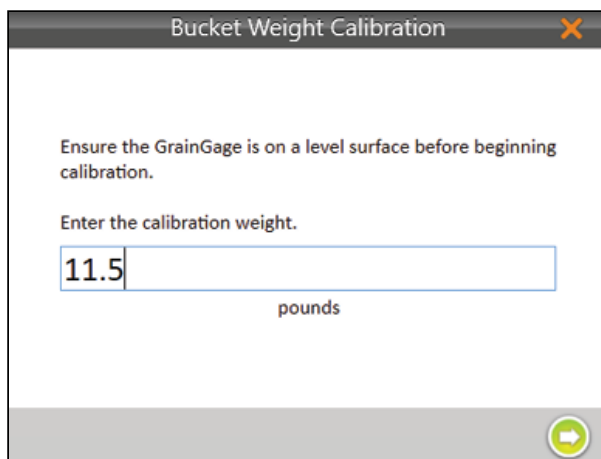 Bucket Weight Calibration
Ensure the GrainGage is on a level surface before beginning
calibration.
Enter the calibration weight.
11.5
pounds